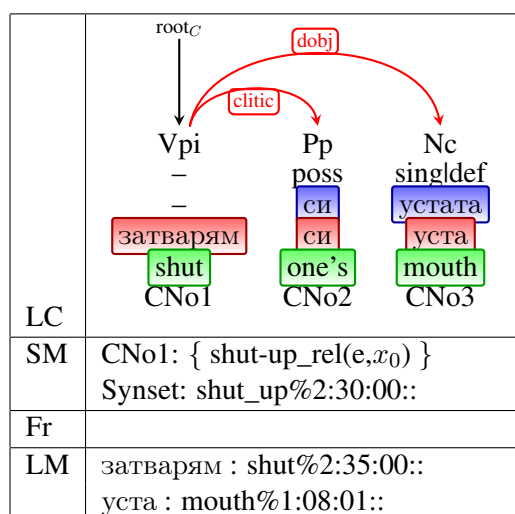 root_C
dobj
clitic
Vpi Pp Nc
– poss sing|def
– си устата
затварям си уста
shut one's mouth
CNo1 CNo2 CNo3
LC
SM CNo1: { shut-up_rel(e,x_0) }
Synset: shut_up%2:30:00::
Fr
LM затварям : shut%2:35:00::
уста : mouth%1:08:01::